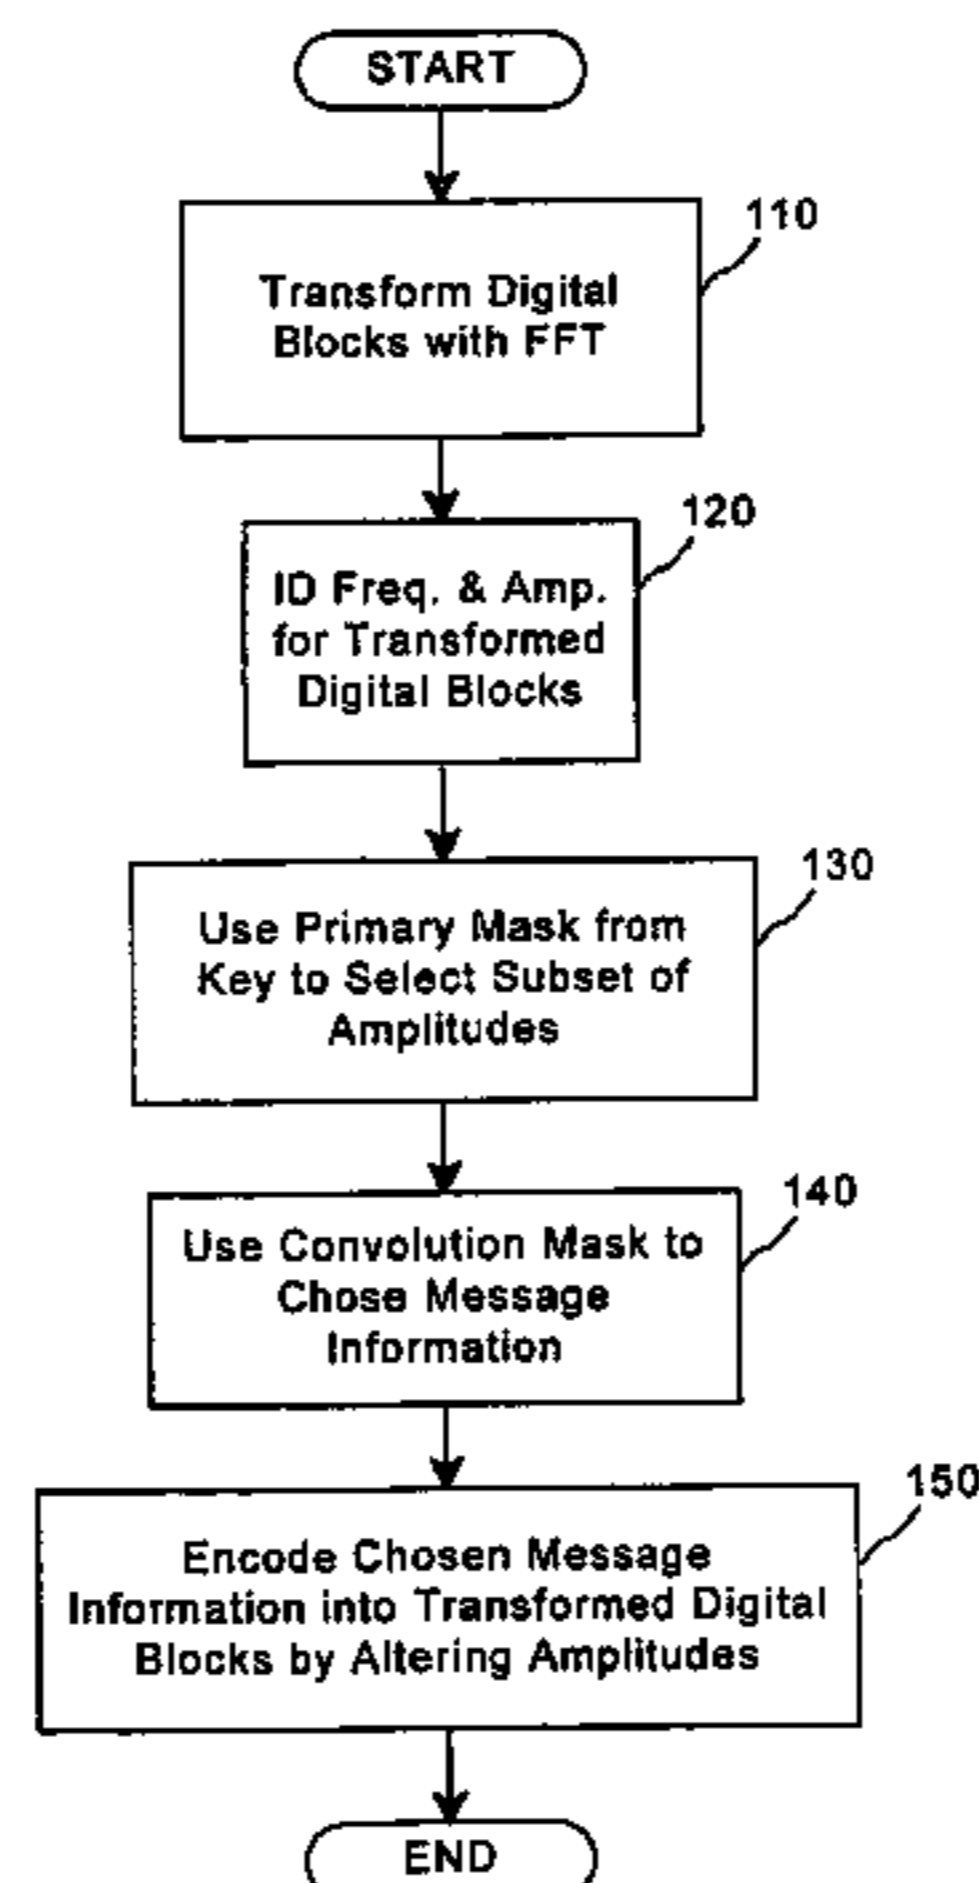 START
110
Transform Digital
Blocks with FFT
120
ID Freq. & Amp.
for Transformed
Digital Blocks
130
Use Primary Mask from
Key to Select Subset of
Amplitudes
140
Use Convolution Mask to
Chose Message
Information
150
Encode Chosen Message
Information into Transformed Digital
Blocks by Altering Amplitudes
END